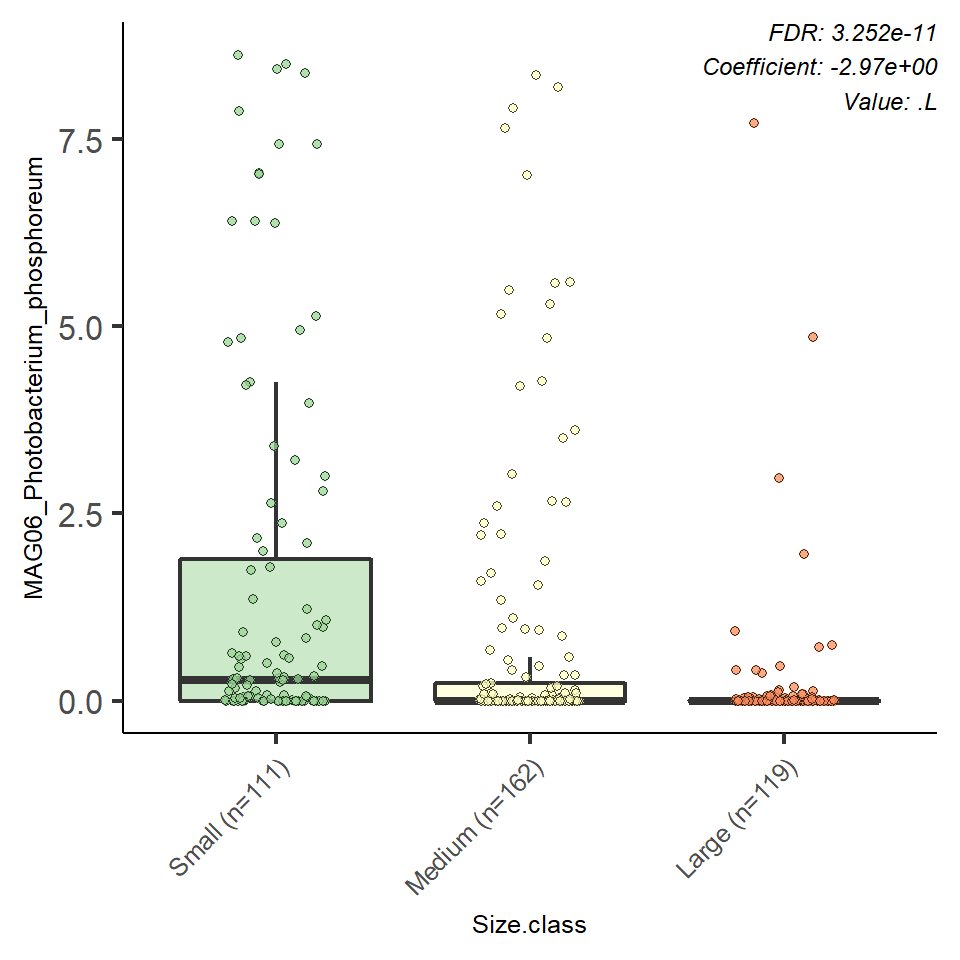 FDR: 3.252e-11
Coefficient: -2.97e+00
Value: .L
MAG06_Photobacterium_phosphoreum
7.5
5.0
2.5
0.0
Small (n=111)
Medium (n=162)
Large (n=119)
Size.class